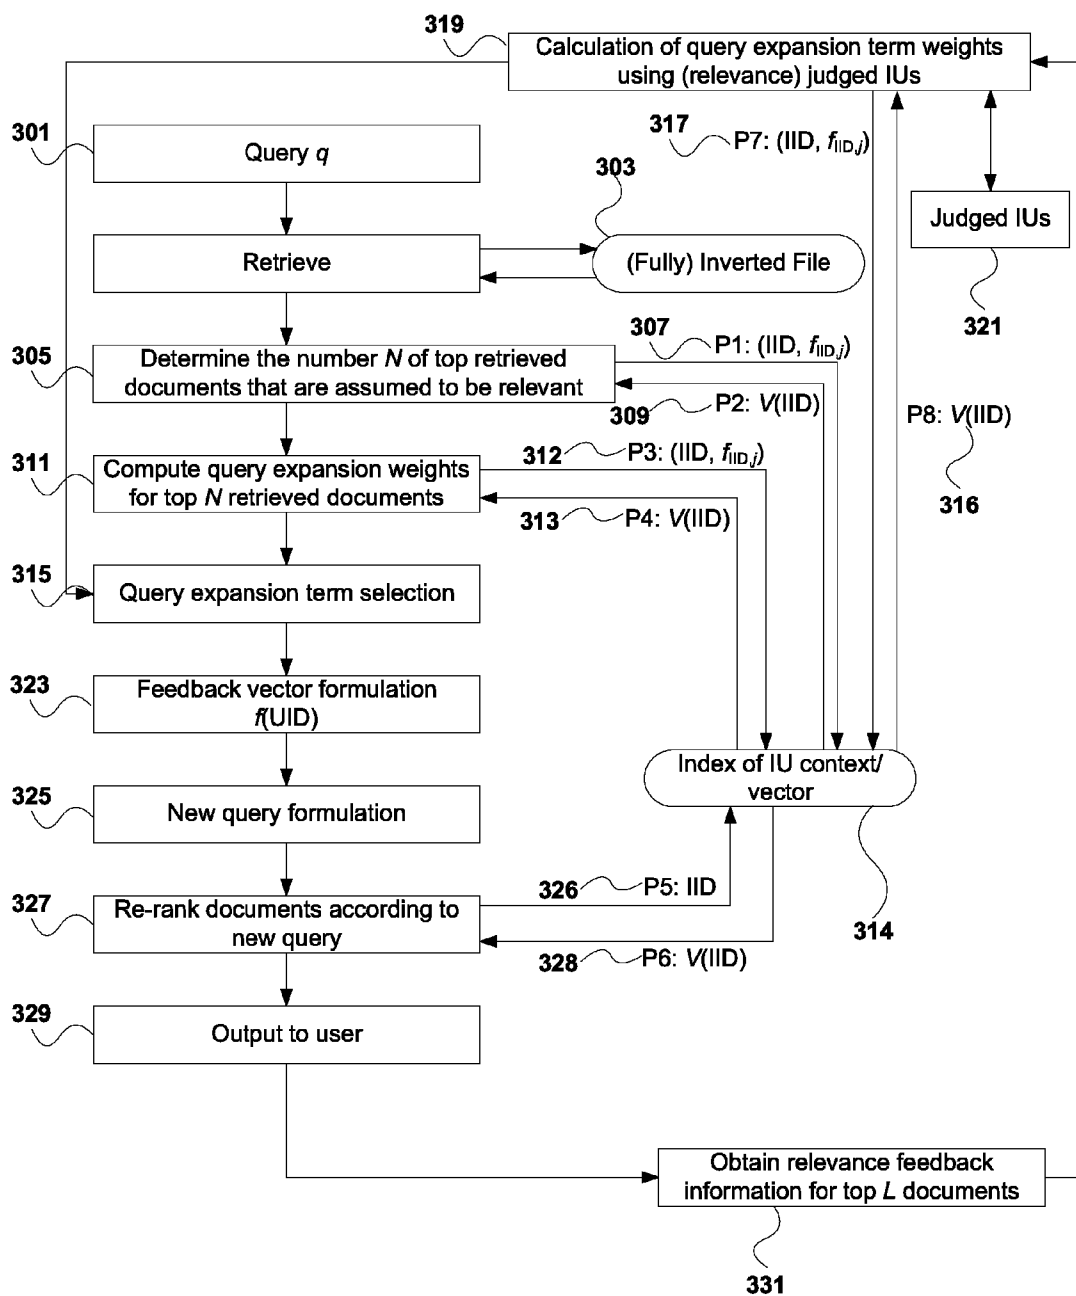 319
Calculation of query expansion term weights
using (relevance) judged IUs
301
Query q
317
P7: (IID, fIID,j)
303
Judged IUs
Retrieve
(Fully) Inverted File
321
307
P1: (IID, fIID,j)
305
Determine the number N of top retrieved
documents that are assumed to be relevant
309
P2: V(IID)
P8: V(IID)
316
311
Compute query expansion weights
for top N retrieved documents
312
P3: (IID, fIID,j)
313
P4: V(IID)
315
Query expansion term selection
323
Feedback vector formulation
f(UID)
Index of IU context/
vector
314
325
New query formulation
326
P5: IID
327
Re-rank documents according to
new query
328
P6: V(IID)
329
Output to user
Obtain relevance feedback
information for top L documents
331